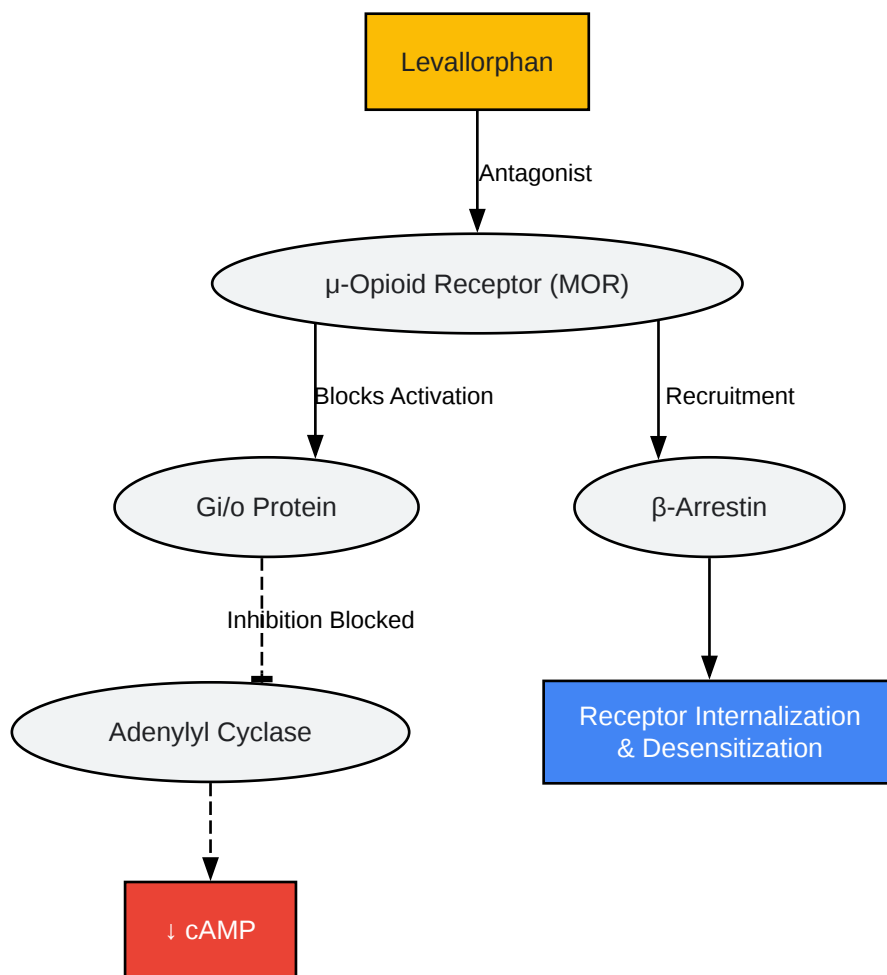 Levallorphan
Antagonist
μ-Opioid Receptor (MOR)
Blocks Activation
Recruitment
Gi/o Protein
β-Arrestin
Inhibition Blocked
Adenylyl Cyclase
Receptor Internalization
& Desensitization
↓ cAMP